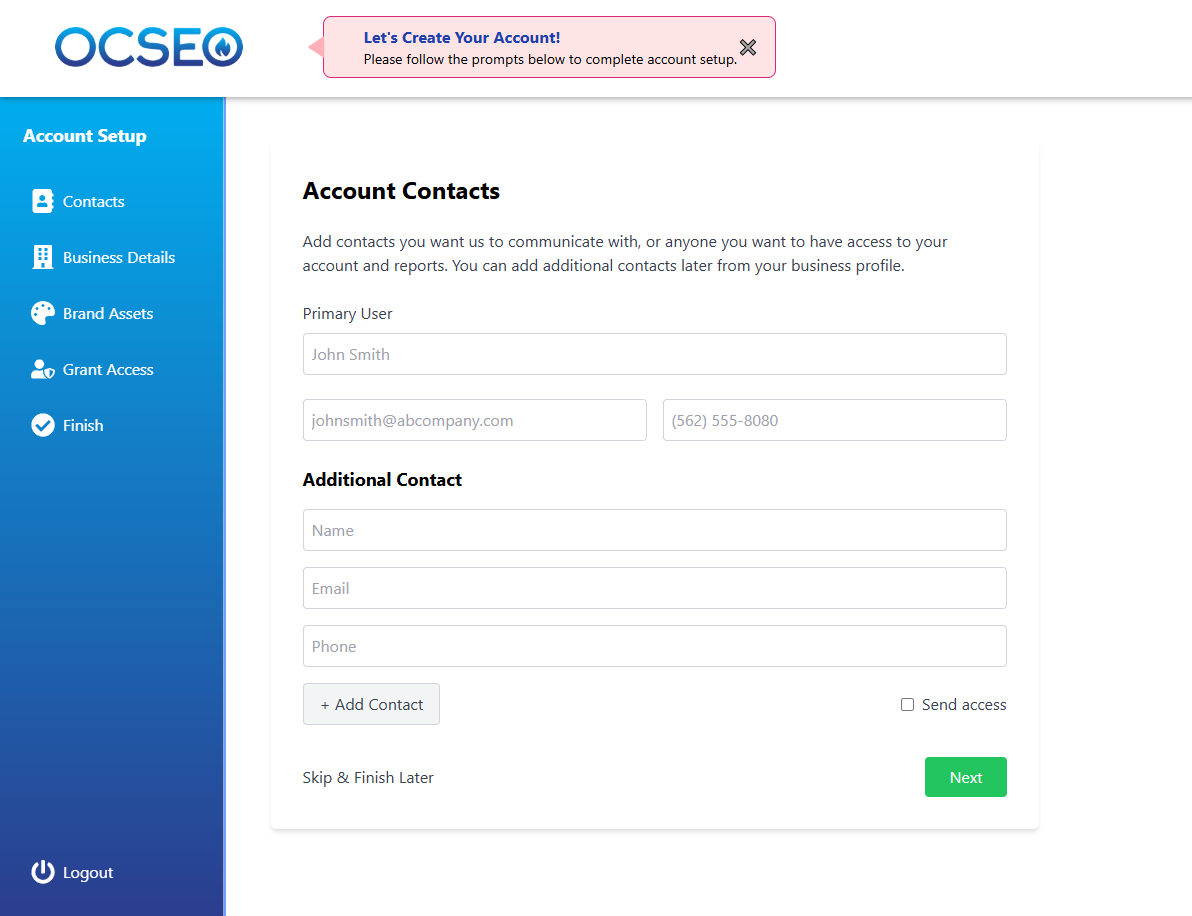 OCSEO
Let's Create Your Account!
Please follow the prompts below to complete account setup.
Account Setup
Contacts
Business Details
Brand Assets
Grant Access
Finish
Logout
Account Contacts
Add contacts you want us to communicate with, or anyone you want to have access to your
account and reports. You can add additional contacts later from your business profile.
Primary User
John Smith
johnsmith@abcompany.com
(562) 555-8080
Additional Contact
Name
Email
Phone
+ Add Contact
Send access
Skip & Finish Later
Next